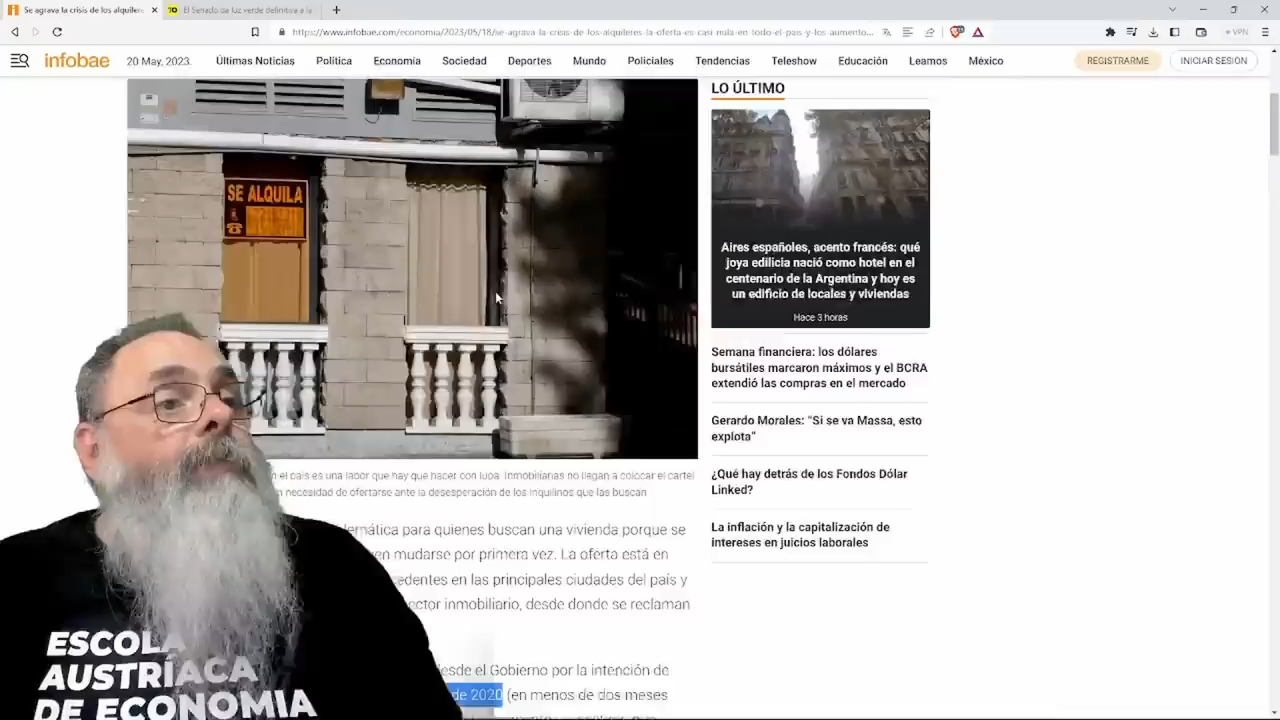 Se agrava la crisis de los alquilere
El Senado da luz verde definitiva a la
https://www.infobae.com/economia/2023/05/18/se-agrava-la-crisis-de-los-alquileres-la-oferta-es-casi-nula-en-todo-el-pais-y-los-aumento...
VPN
infobae
20 May, 2023
Últimas Noticias
Política
Economía
Sociedad
Deportes
Mundo
Policiales
Tendencias
Teleshow
Educación
Leamos
México
REGISTRARME
INICIAR SESIÓN
SE ALQUILA
LO ÚLTIMO
Aires españoles, acento francés: qué
joya edilicia nació como hotel en el
centenario de la Argentina y hoy es
un edificio de locales y viviendas
Hace 3 horas
Semana financiera: los dólares
bursátiles marcaron máximos y el BCRA
extendió las compras en el mercado
Gerardo Morales: "Si se va Massa, esto
explota"
¿Qué hay detrás de los Fondos Dólar
Linked?
La inflación y la capitalización de
intereses en juicios laborales
el país es una labor que hay que hacer con lupa. Inmobiliarias no llegan a colocar el cartel
necesidad de ofertarse ante la desesperación de los inquilinos que las buscan
emática para quienes buscan una vivienda porque se
en mudarse por primera vez. La oferta está en
edentes en las principales ciudades del país y
ector inmobiliario, desde donde se reclaman
esde el Gobierno por la intención de
de 2020 (en menos de dos meses
ESCOLA
AUSTRÍACA
DE ECONOMIA